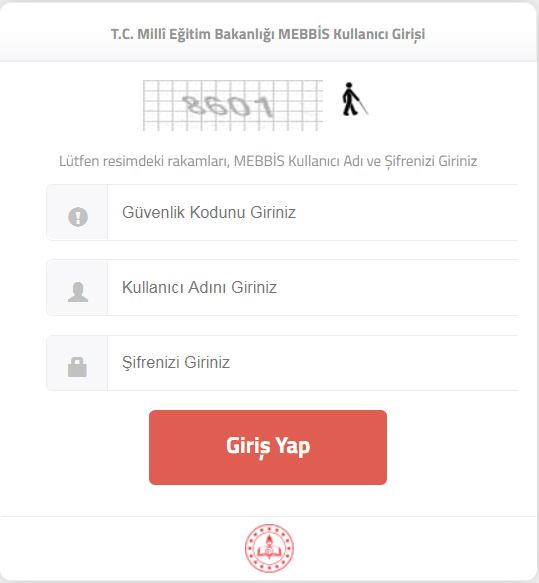 T.C. Millî Eğitim Bakanlığı MEBBİS Kullanıcı Girişi
8601
Lütfen resimdeki rakamları, MEBBİS Kullanıcı Adı ve Şifrenizi Giriniz
Güvenlik Kodunu Giriniz
Kullanıcı Adını Giriniz
Şifrenizi Giriniz
Giriş Yap